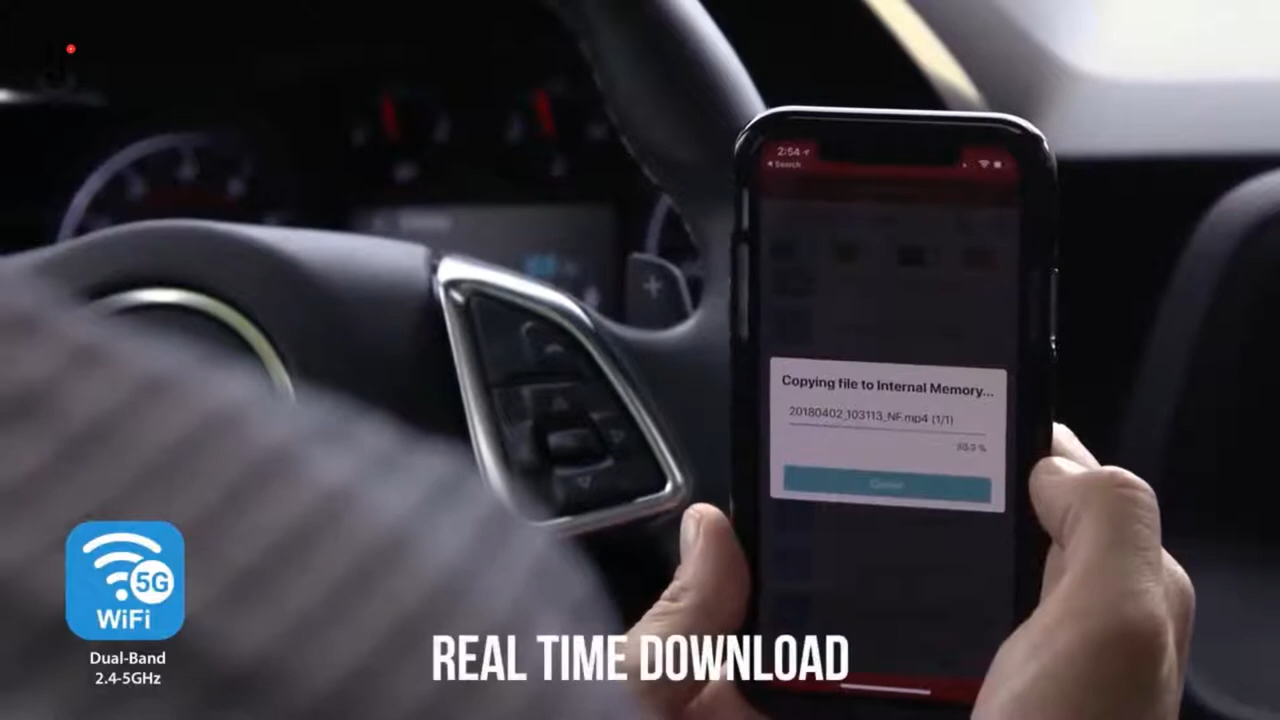 2:54
Search
Copying file to Internal Memory...
20180402_103113_NF.mp4 (1/1)
Cancel
5G
WiFi
Dual-Band
2.4-5GHz
REAL TIME DOWNLOAD